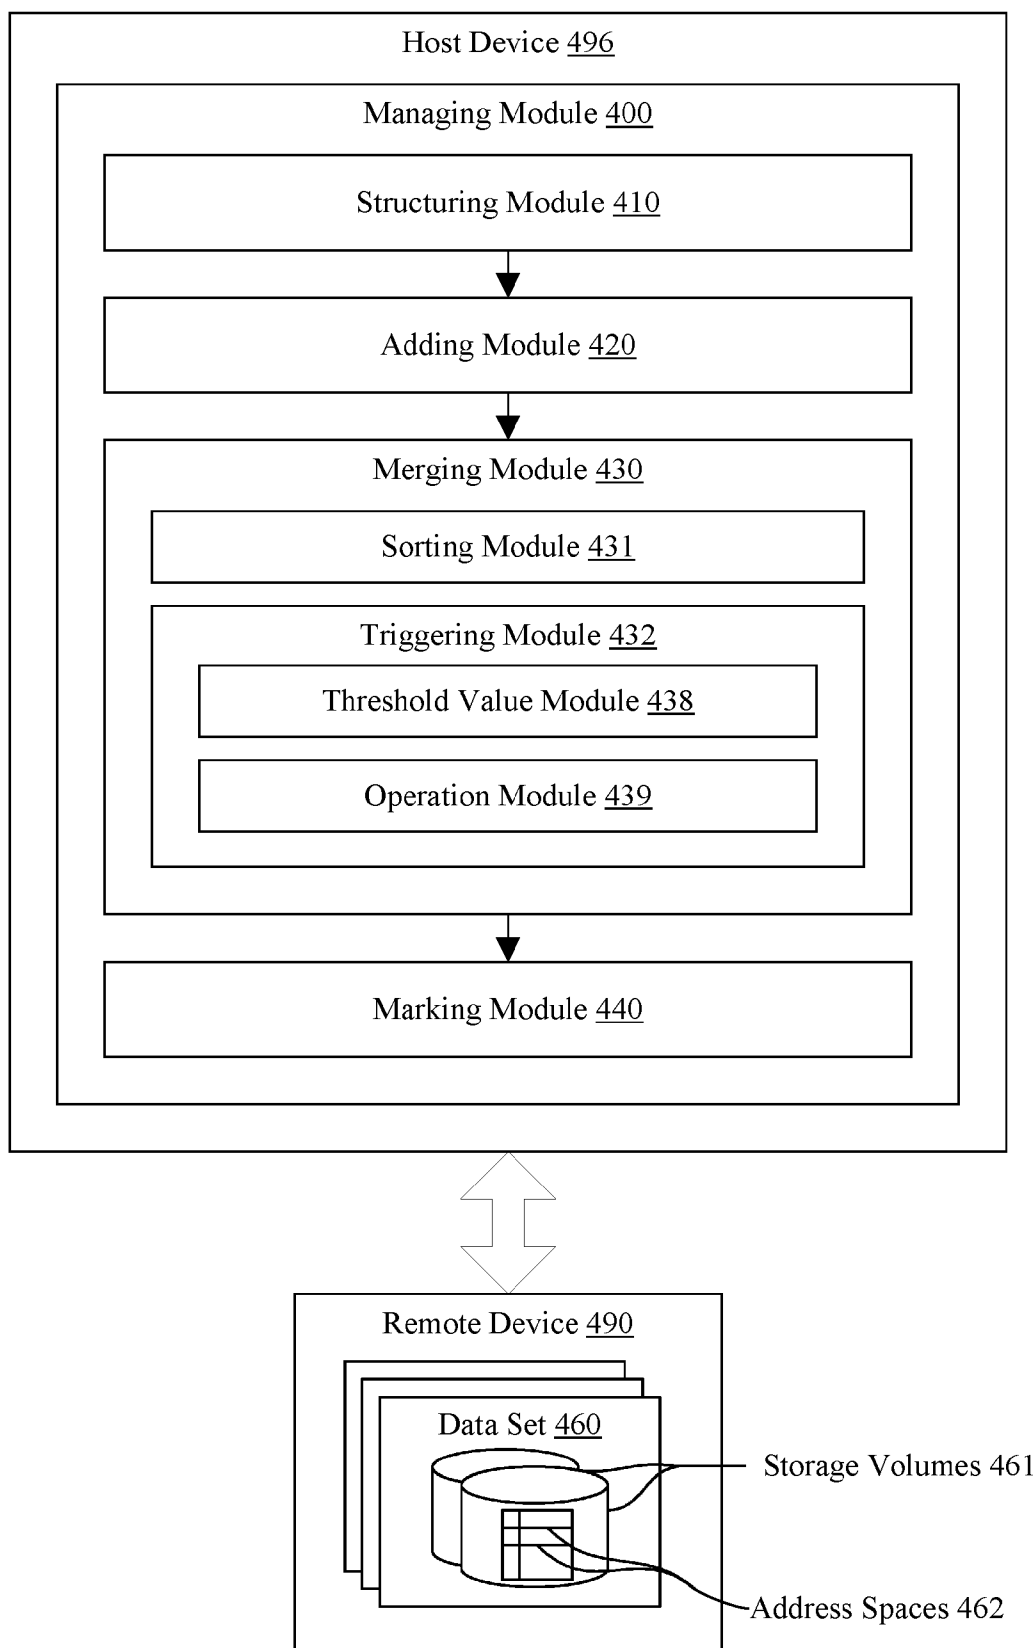 Host Device 496
Managing Module 400
Structuring Module 410
Adding Module 420
Merging Module 430
Sorting Module 431
Triggering Module 432
Threshold Value Module 438
Operation Module 439
Marking Module 440
Remote Device 490
Data Set 460
Storage Volumes 461
Address Spaces 462